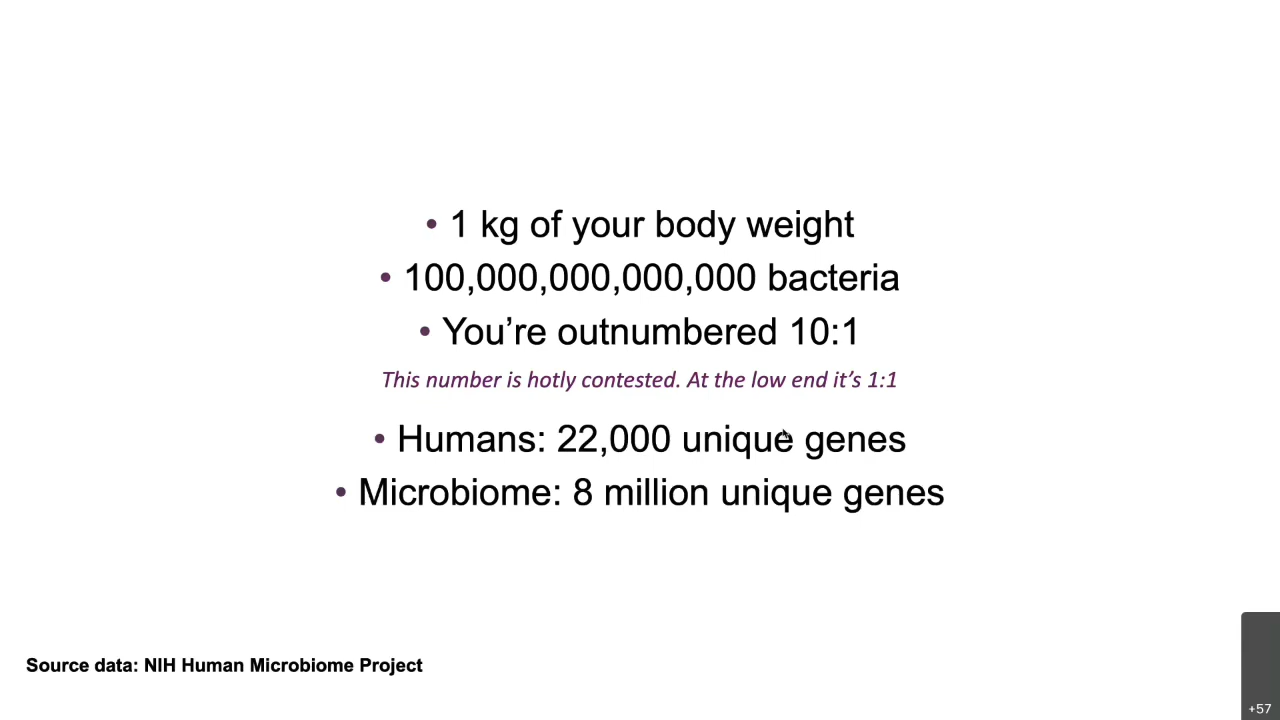 • 1 kg of your body weight
• 100,000,000,000,000 bacteria
• You’re outnumbered 10:1
This number is hotly contested. At the low end it’s 1:1
• Humans: 22,000 unique genes
• Microbiome: 8 million unique genes
Source data: NIH Human Microbiome Project
+57